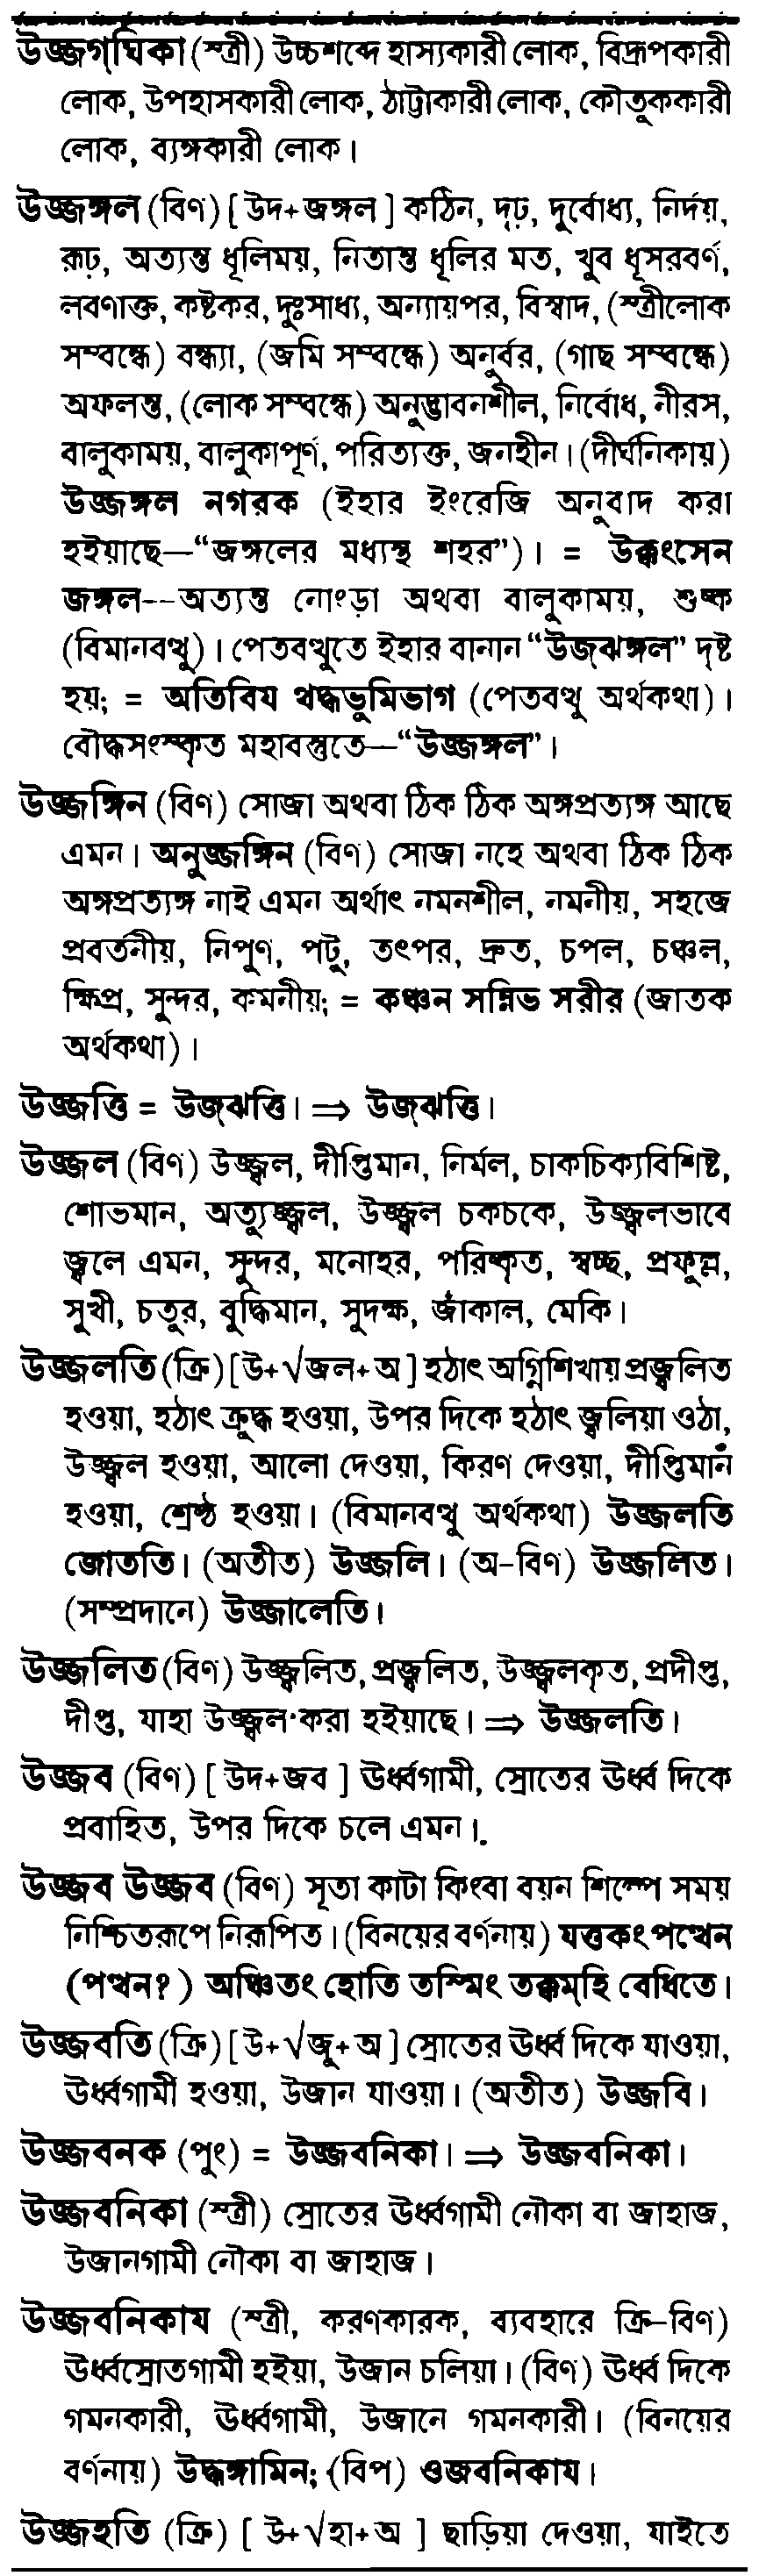 উজ্জগ্ঘিকা (স্ত্রী) উচ্চশব্দে হাস্যকারী লোক, বিদ্রূপকারী
লোক, উপহাসকারী লোক, ঠাট্টাকারী লোক, কৌতুককারী
লোক, ব্যঙ্গকারী লোক।
উজ্জঙ্গল (বিণ) [ উদ+জঙ্গল ] কঠিন, দৃঢ়, দুর্বোধ্য, নির্দয়,
রূঢ়, অত্যন্ত ধূলিময়, নিতান্ত ধূলির মত, খুব ধূসরবর্ণ,
লবণাক্ত, কষ্টকর, দুঃসাধ্য, অন্যায়পর, বিস্বাদ, (স্ত্রীলোক
সম্বন্ধে) বন্ধ্যা, (জমি সম্বন্ধে) অনুর্বর, (গাছ সম্বন্ধে)
অফলন্ত, (লোক সম্বন্ধে) অনুদ্ভাবনশীল, নির্বোধ, নীরস,
বালুকাময়, বালুকাপূর্ণ, পরিত্যক্ত, জনহীন। (দীর্ঘনিকায়)
উজ্জঙ্গল নগরক (ইহার ইংরেজি অনুবাদ করা
হইয়াছে—“জঙ্গলের মধ্যস্থ শহর”)। = উক্কংসেন
জঙ্গল--অত্যন্ত নোংড়া অথবা বালুকাময়, শুষ্ক
(বিমানবত্থু)। পেতবত্থুতে ইহার বানান “উজ্ঝঙ্গল” দৃষ্ট
হয়; = অতিবিয থদ্ধভূমিভাগ (পেতবত্থু অর্থকথা)।
বৌদ্ধসংস্কৃত মহাবস্তুতে—“উজ্জঙ্গল”।
উজ্জঙ্গিন (বিণ) সোজা অথবা ঠিক ঠিক অঙ্গপ্রত্যঙ্গ আছে
এমন। অনুজ্জঙ্গিন (বিণ) সোজা নহে অথবা ঠিক ঠিক
অঙ্গপ্রত্যঙ্গ নাই এমন অর্থাৎ নমনশীল, নমনীয়, সহজে
প্রবর্তনীয়, নিপুণ, পটু, তৎপর, দ্রুত, চপল, চঞ্চল,
ক্ষিপ্র, সুন্দর, কমনীয়; = কঞ্চন সন্নিভ সরীর (জাতক
অর্থকথা)।
উজ্জত্তি = উজ্ঝত্তি। ⇒ উজ্ঝত্তি।
উজ্জল (বিণ) উজ্জ্বল, দীপ্তিমান, নির্মল, চাকচিক্যবিশিষ্ট,
শোভমান, অত্যুজ্জ্বল, উজ্জ্বল চকচকে, উজ্জ্বলভাবে
জ্বলে এমন, সুন্দর, মনোহর, পরিষ্কৃত, স্বচ্ছ, প্রফুল্ল,
সুখী, চতুর, বুদ্ধিমান, সুদক্ষ, জাঁকাল, মেকি।
উজ্জলতি (ক্রি) [ উ+√জল+অ ] হঠাৎ অগ্নিশিখায় প্রজ্বলিত
হওয়া, হঠাৎ ক্রুদ্ধ হওয়া, উপর দিকে হঠাৎ জ্বলিয়া ওঠা,
উজ্জ্বল হওয়া, আলো দেওয়া, কিরণ দেওয়া, দীপ্তিমান
হওয়া, শ্রেষ্ঠ হওয়া। (বিমানবত্থু অর্থকথা) উজ্জলতি
জোততি। (অতীত) উজ্জলি। (অ-বিণ) উজ্জলিত।
(সম্প্রদানে) উজ্জালেতি।
উজ্জলিত (বিণ) উজ্জ্বলিত, প্রজ্বলিত, উজ্জ্বলকৃত, প্রদীপ্ত,
দীপ্ত, যাহা উজ্জ্বল করা হইয়াছে। ⇒ উজ্জলতি।
উজ্জব (বিণ) [ উদ+জব ] ঊর্ধ্বগামী, স্রোতের ঊর্ধ্ব দিকে
প্রবাহিত, উপর দিকে চলে এমন।
উজ্জব উজ্জব (বিণ) সূতা কাটা কিংবা বয়ন শিল্পে সময়
নিশ্চিতরূপে নিরূপিত। (বিনয়ের বর্ণনায়) যত্তকং পত্থেন
(পত্থন?) অঞ্চিতং হোতি তস্মিং তক্কম্‌হি বেধিতে।
উজ্জবতি (ক্রি) [ উ+√জু+অ ] স্রোতের ঊর্ধ্ব দিকে যাওয়া,
ঊর্ধ্বগামী হওয়া, উজান যাওয়া। (অতীত) উজ্জবি।
উজ্জবনক (পুং) = উজ্জবনিকা। ⇒ উজ্জবনিকা।
উজ্জবনিকা (স্ত্রী) স্রোতের ঊর্ধ্বগামী নৌকা বা জাহাজ,
উজানগামী নৌকা বা জাহাজ।
উজ্জবনিকায (স্ত্রী, করণকারক, ব্যবহারে ক্রি-বিণ)
ঊর্ধ্বস্রোতগামী হইয়া, উজান চলিয়া। (বিণ) ঊর্ধ্ব দিকে
গমনকারী, ঊর্ধ্বগামী, উজানে গমনকারী। (বিনয়ের
বর্ণনায়) উদ্ধঙ্গামিন; (বিপ) ওজবনিকায।
উজ্জহতি (ক্রি) [ উ+√হা+অ ] ছাড়িয়া দেওয়া, যাইতে